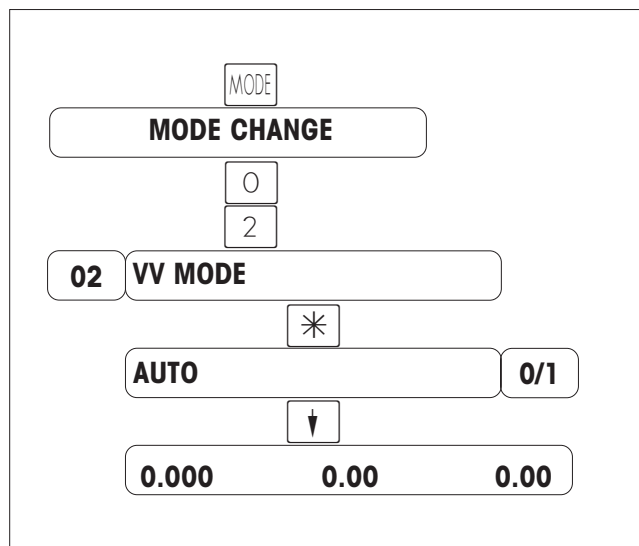 MODE
MODE CHANGE
0
2
02 VV MODE
*
AUTO 0/1
0.000 0.00 0.00